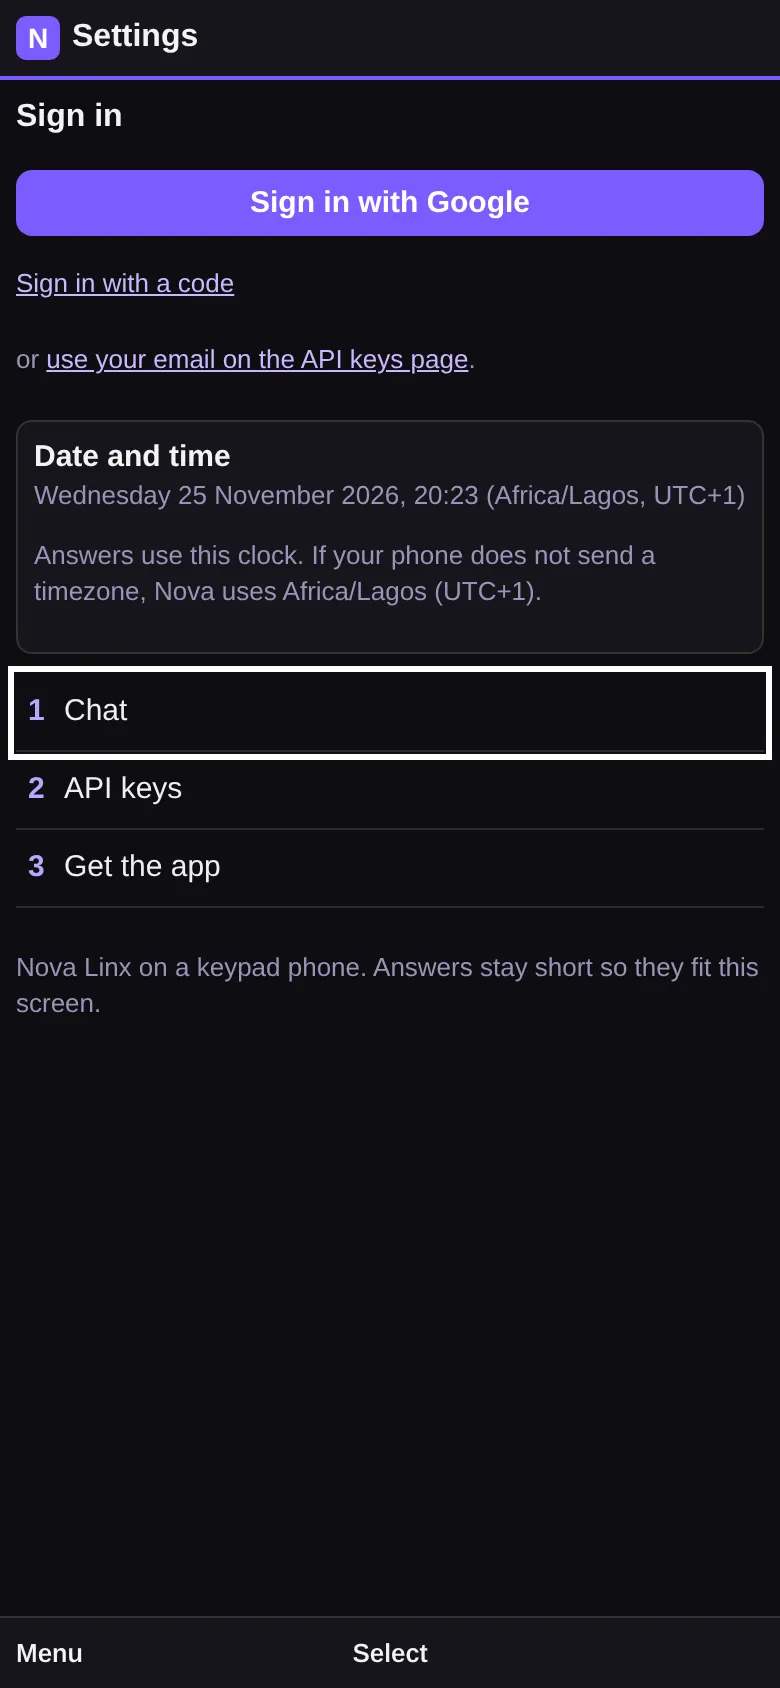 N Settings
Sign in
Sign in with Google
Sign in with a code
or use your email on the API keys page.
Date and time
Wednesday 25 November 2026, 20:23 (Africa/Lagos, UTC+1)
Answers use this clock. If your phone does not send a
timezone, Nova uses Africa/Lagos (UTC+1).
1 Chat
2 API keys
3 Get the app
Nova Linx on a keypad phone. Answers stay short so they fit this
screen.
Menu Select